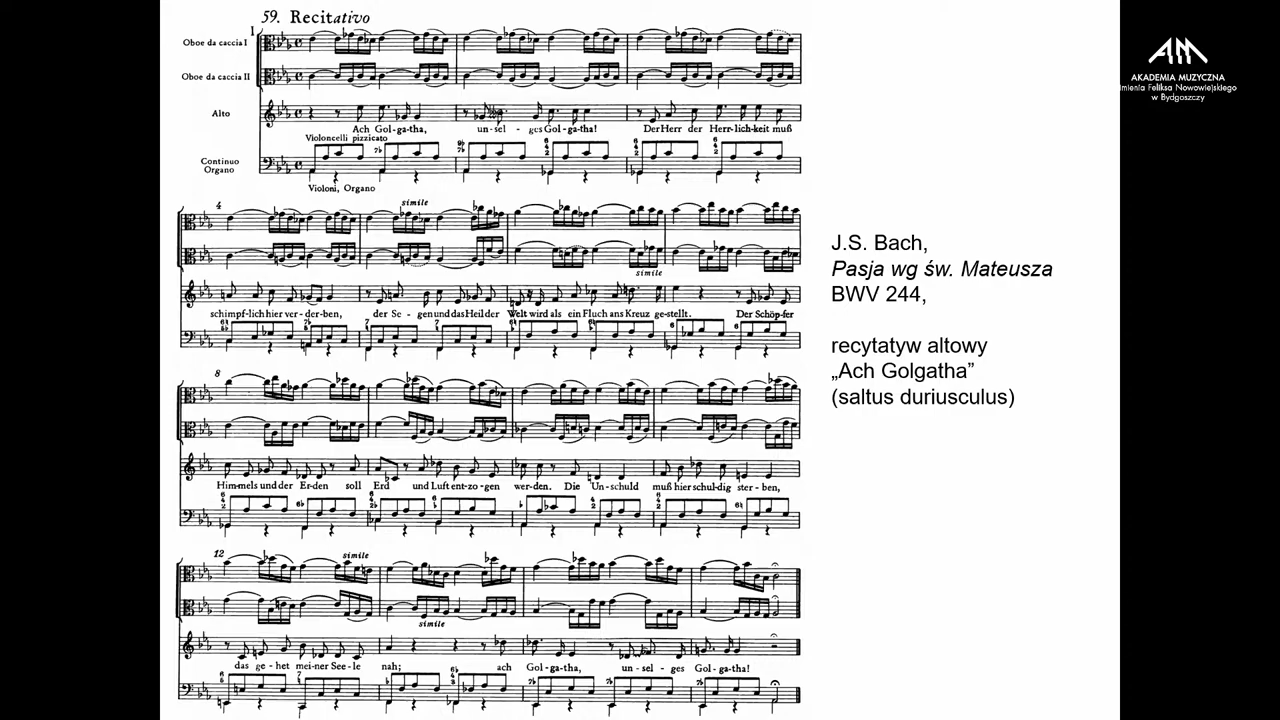 59. Recitativo
1
Oboe da caccia I
Oboe da caccia II
Alto
Ach Gol-ga-tha, un-sel-ges Gol-ga-tha! Der Herr der Herr-lich-keit muß
Violoncelli pizzicato
Continuo
Organo
Violoni, Organo
4
simile
simile
schimpf-lich hier ver-der-ben, der Se-gen und das Heil der Welt wird als ein Fluch ans Kreuz ge-stellt. Der Schöp-fer
8
Him-mels und der Er-den soll Erd und Luft ent-zo-gen wer-den. Die Un-schuld muß hier schul-dig ster-ben,
12
simile
simile
das ge-het mei-ner See-le nah; ach Gol-ga-tha, un-sel-ges Gol-ga-tha!
AM
AKADEMIA MUZYCZNA
imienia Feliksa Nowowiejskiego
w Bydgoszczy
J.S. Bach,
Pasja wg św. Mateusza
BWV 244,
recytatyw altowy
„Ach Golgatha”
(saltus duriusculus)